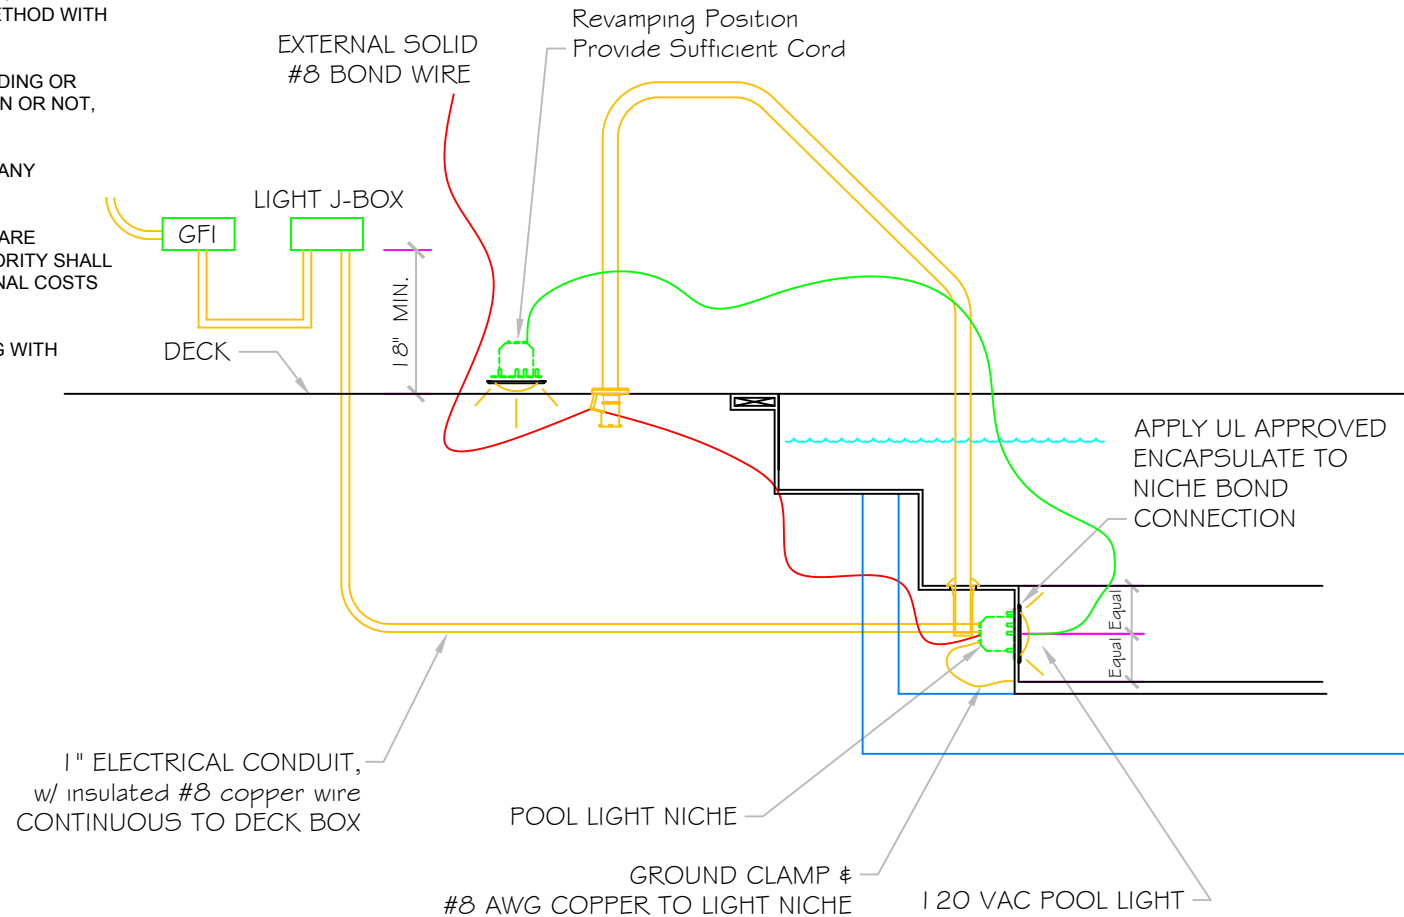 ETHOD WITH
DING OR
N OR NOT,
ANY
ARE
ORITY SHALL
NAL COSTS
G WITH
EXTERNAL SOLID
#8 BOND WIRE
Revamping Position
Provide Sufficient Cord
LIGHT J-BOX
GFI
18" MIN.
DECK
APPLY UL APPROVED
ENCAPSULATE TO
NICHE BOND
CONNECTION
Equal
Equal
1" ELECTRICAL CONDUIT,
w/ insulated #8 copper wire
CONTINUOUS TO DECK BOX
POOL LIGHT NICHE
GROUND CLAMP &
#8 AWG COPPER TO LIGHT NICHE
120 VAC POOL LIGHT